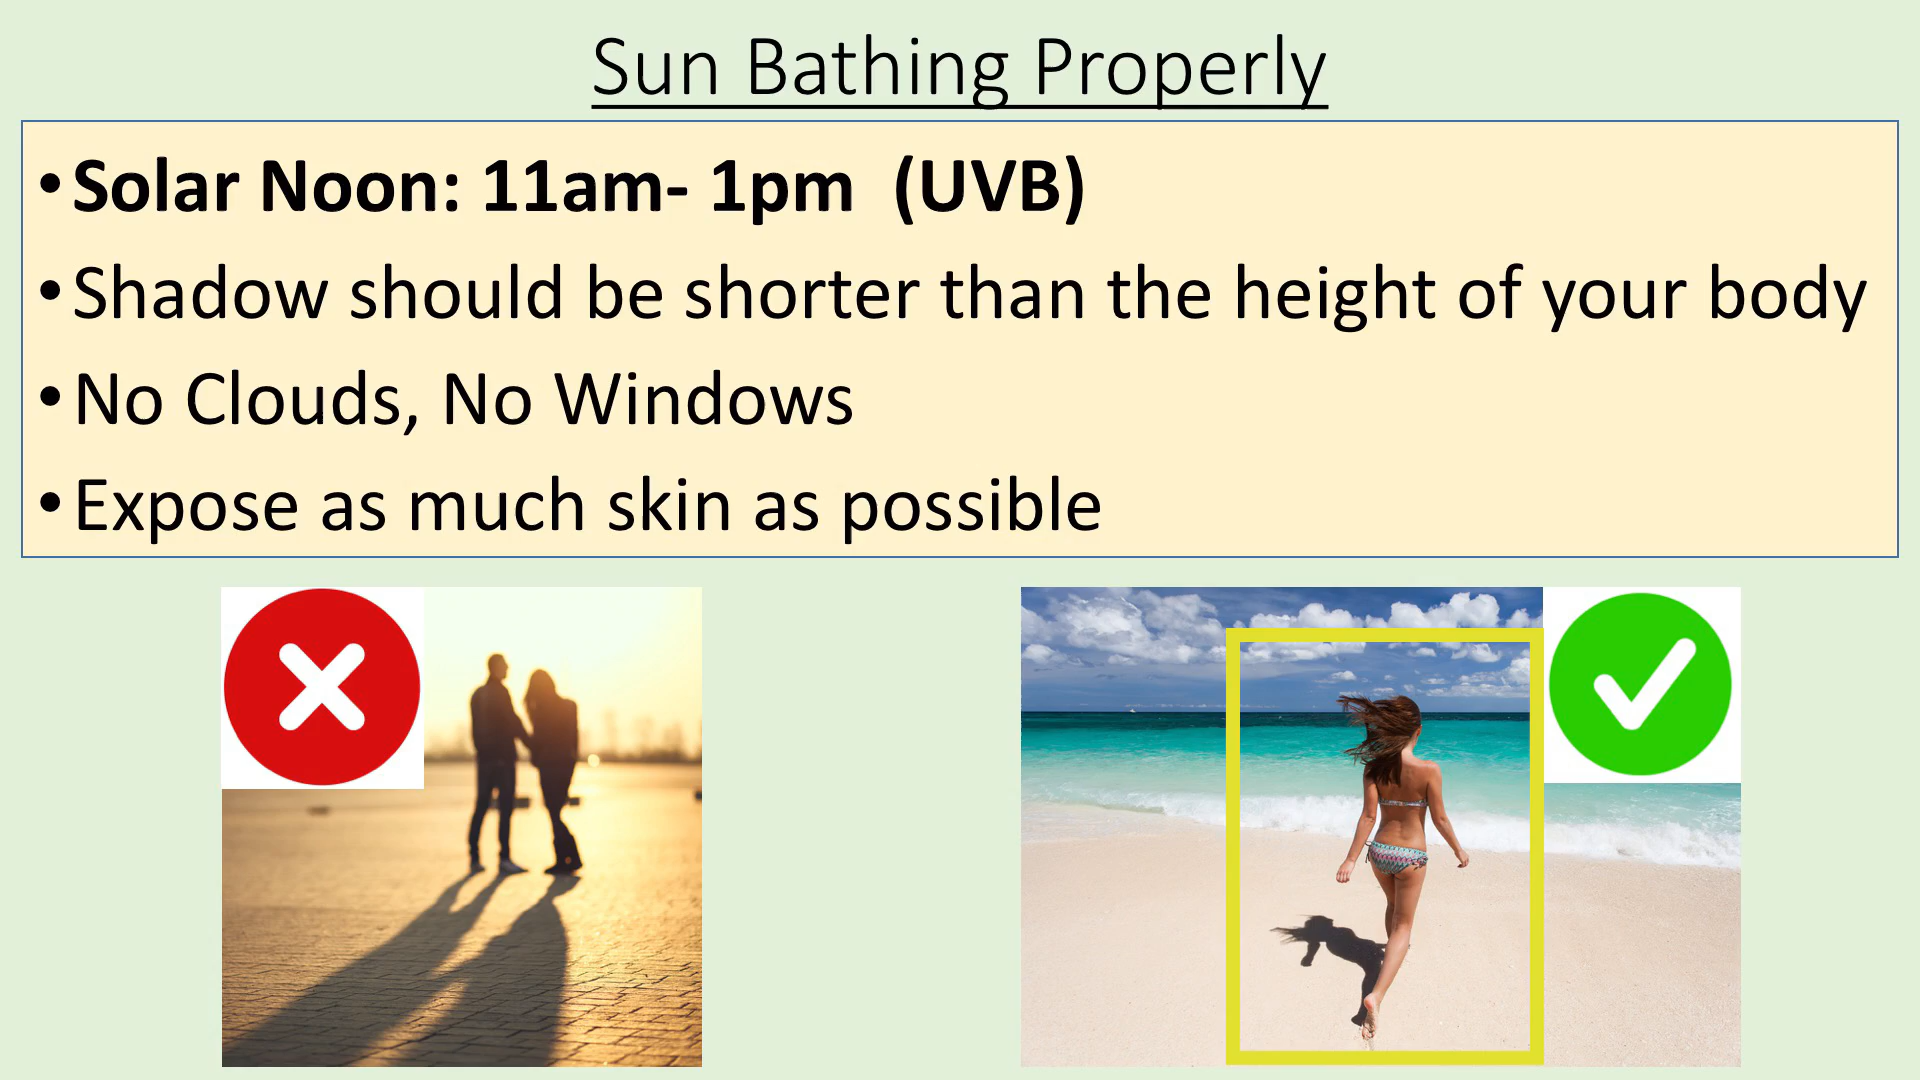 Sun Bathing Properly
•Solar Noon: 11am- 1pm  (UVB)
•Shadow should be shorter than the height of your body
•No Clouds, No Windows
•Expose as much skin as possible